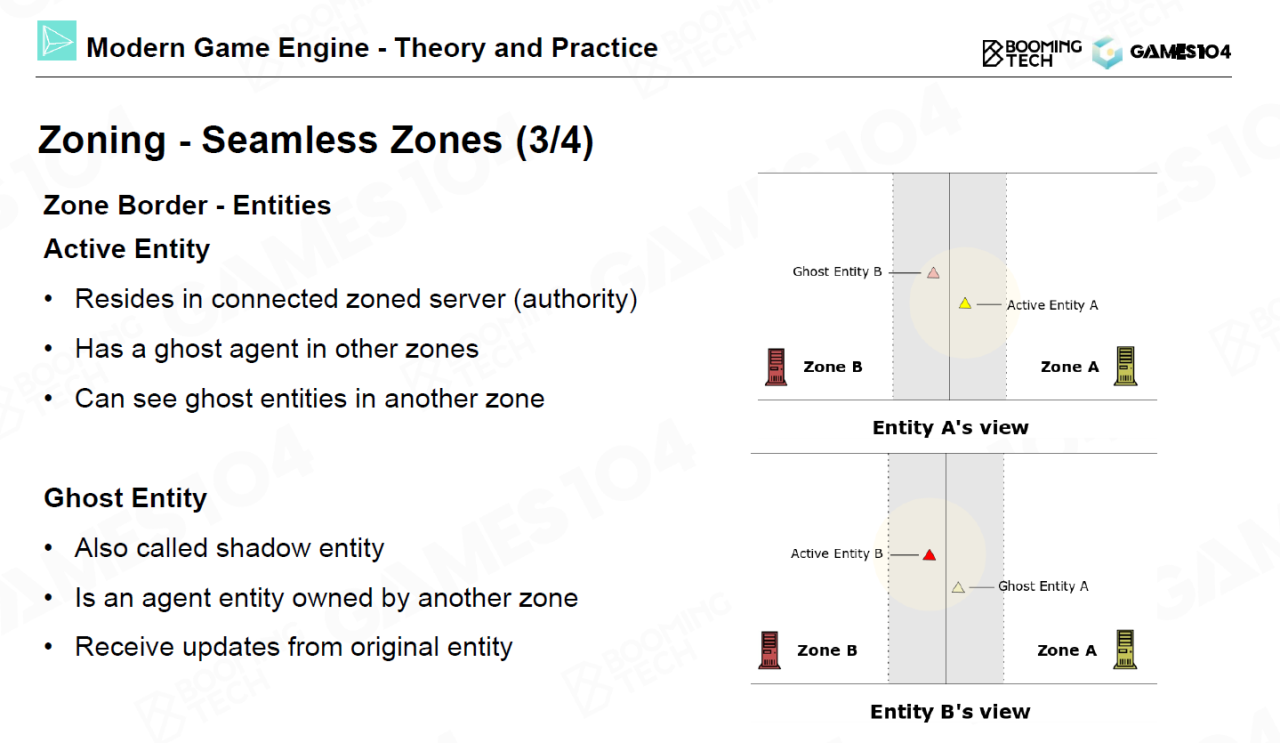 Modern Game Engine - Theory and Practice
BOOMING
TECH
GAMES104
Zoning - Seamless Zones (3/4)
Zone Border - Entities
Active Entity
• Resides in connected zoned server (authority)
• Has a ghost agent in other zones
• Can see ghost entities in another zone
Ghost Entity
• Also called shadow entity
• Is an agent entity owned by another zone
• Receive updates from original entity
Ghost Entity B
Active Entity A
Zone B
Zone A
Entity A's view
Active Entity B
Ghost Entity A
Zone B
Zone A
Entity B's view